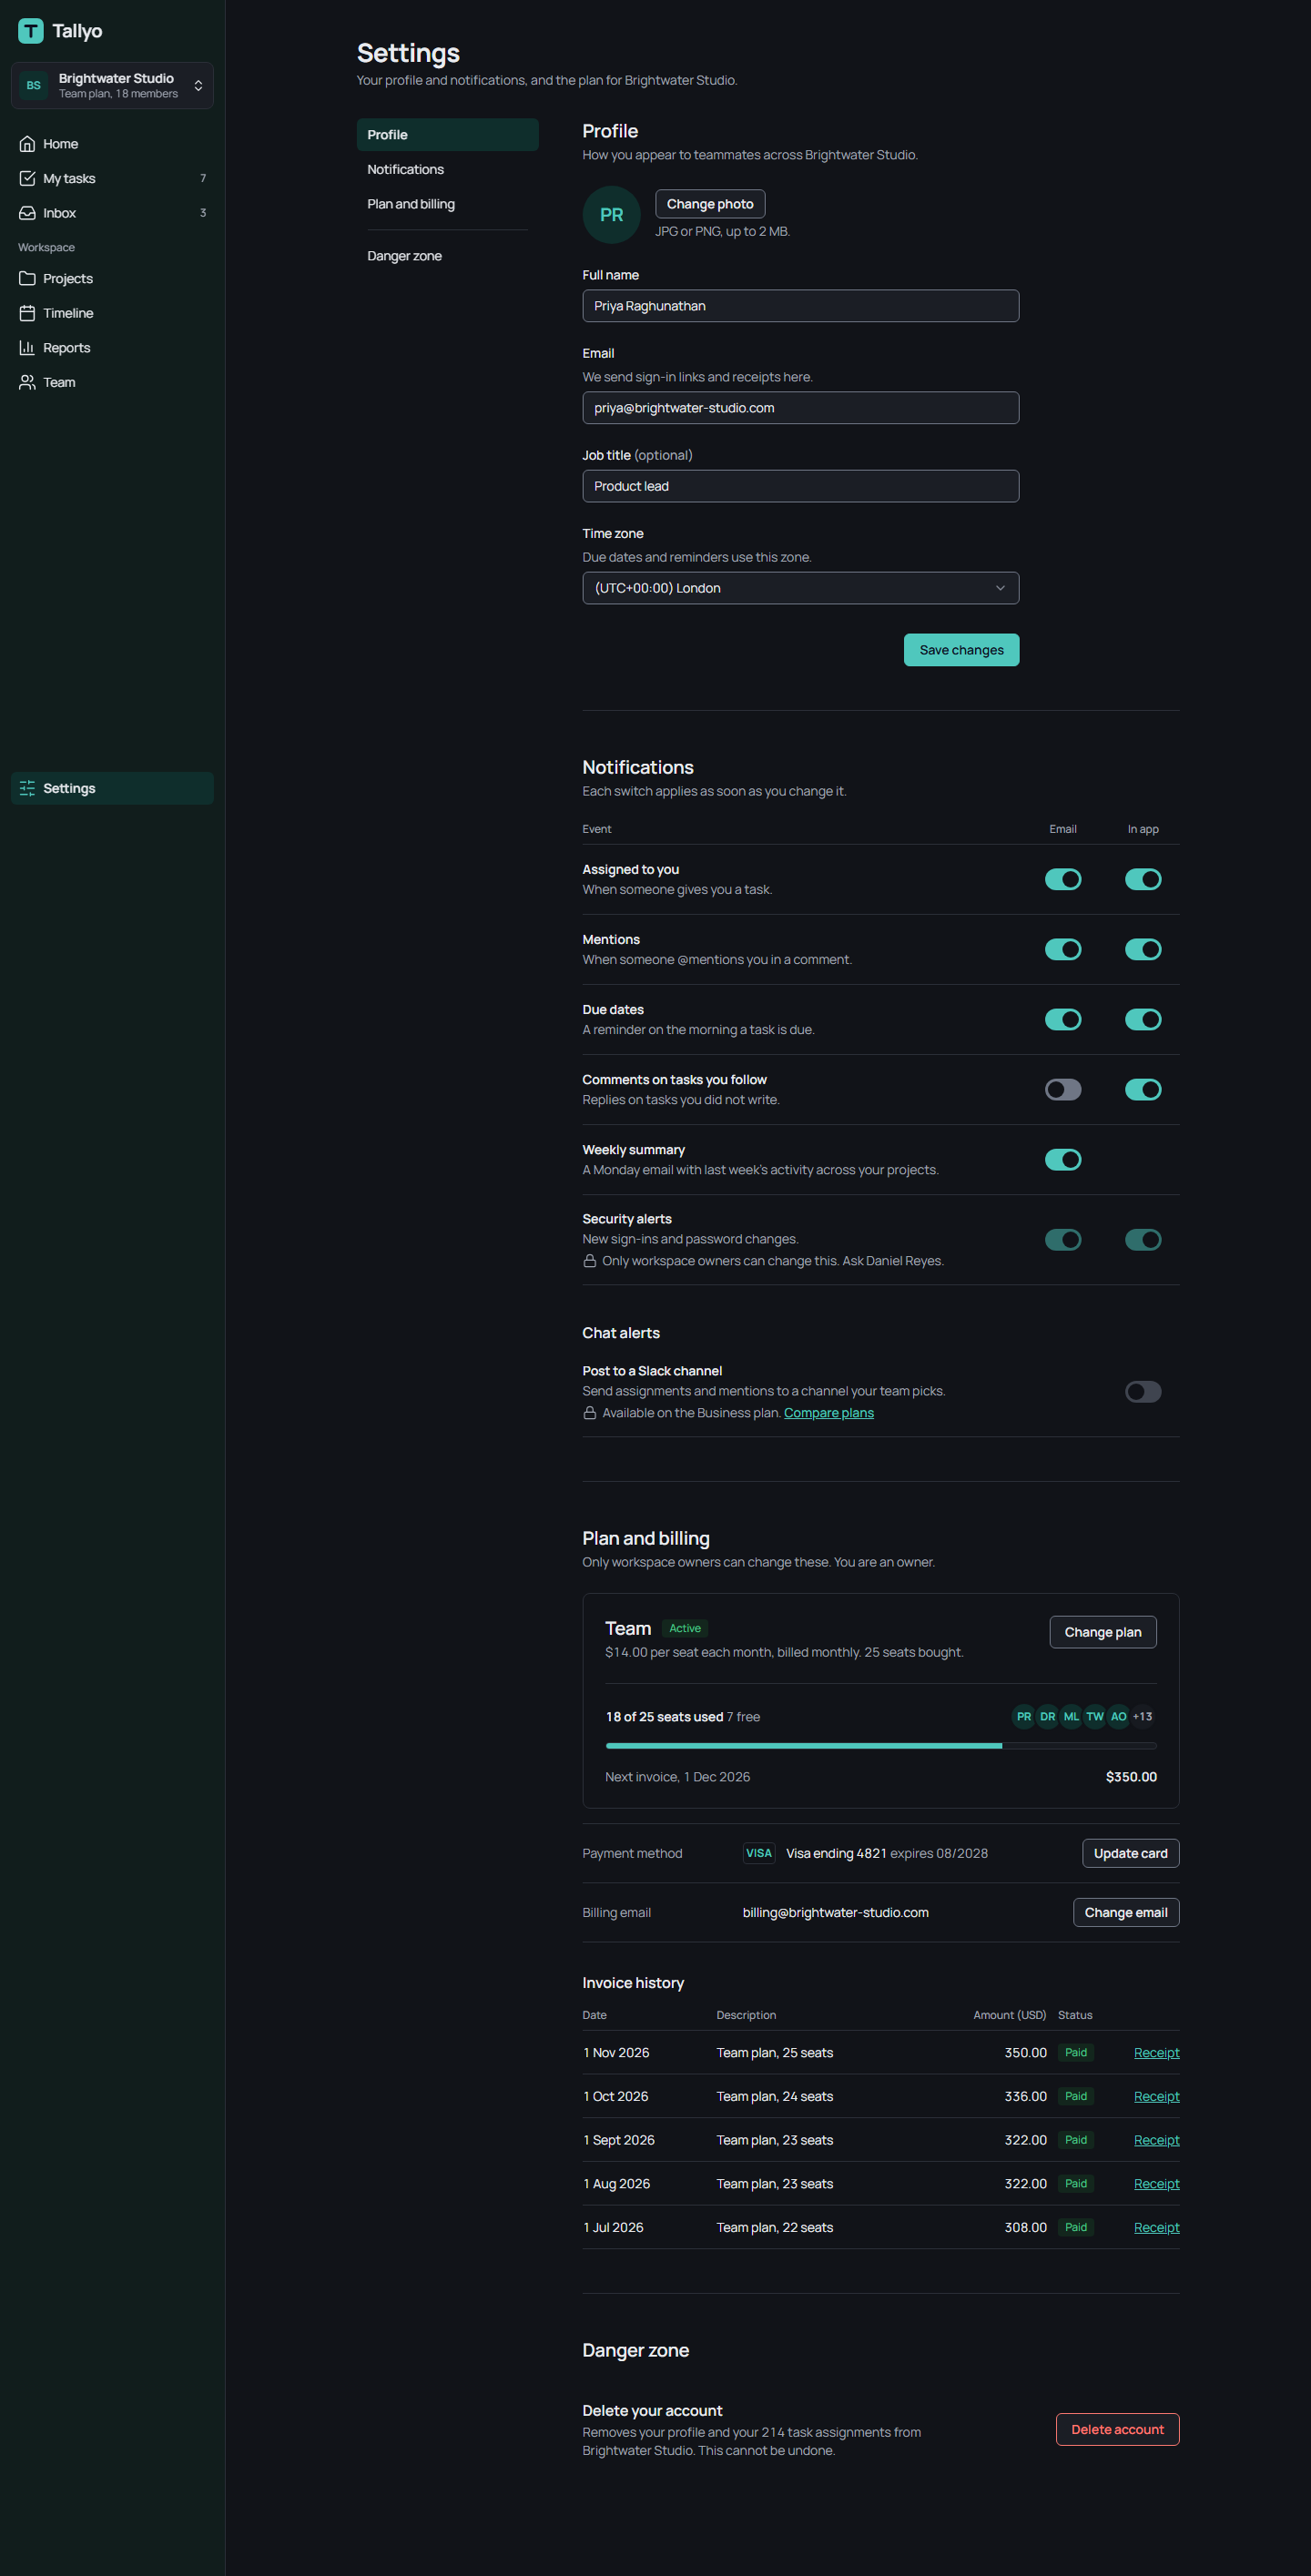 Tallyo
BS
Brightwater Studio
Team plan, 18 members
Home
My tasks 7
Inbox 3
Workspace
Projects
Timeline
Reports
Team
Settings
Settings
Your profile and notifications, and the plan for Brightwater Studio.
Profile
Notifications
Plan and billing
Danger zone
Profile
How you appear to teammates across Brightwater Studio.
PR
Change photo
JPG or PNG, up to 2 MB.
Full name
Priya Raghunathan
Email
We send sign-in links and receipts here.
priya@brightwater-studio.com
Job title (optional)
Product lead
Time zone
Due dates and reminders use this zone.
(UTC+00:00) London
Save changes
Notifications
Each switch applies as soon as you change it.
Event Email In app
Assigned to you
When someone gives you a task.
Mentions
When someone @mentions you in a comment.
Due dates
A reminder on the morning a task is due.
Comments on tasks you follow
Replies on tasks you did not write.
Weekly summary
A Monday email with last week's activity across your projects.
Security alerts
New sign-ins and password changes.
Only workspace owners can change this. Ask Daniel Reyes.
Chat alerts
Post to a Slack channel
Send assignments and mentions to a channel your team picks.
Available on the Business plan. Compare plans
Plan and billing
Only workspace owners can change these. You are an owner.
Team Active
Change plan
$14.00 per seat each month, billed monthly. 25 seats bought.
18 of 25 seats used 7 free
PR DR ML TW AO +13
Next invoice, 1 Dec 2026 $350.00
Payment method VISA Visa ending 4821 expires 08/2028 Update card
Billing email billing@brightwater-studio.com Change email
Invoice history
Date Description Amount (USD) Status
1 Nov 2026 Team plan, 25 seats 350.00 Paid Receipt
1 Oct 2026 Team plan, 24 seats 336.00 Paid Receipt
1 Sept 2026 Team plan, 23 seats 322.00 Paid Receipt
1 Aug 2026 Team plan, 23 seats 322.00 Paid Receipt
1 Jul 2026 Team plan, 22 seats 308.00 Paid Receipt
Danger zone
Delete your account
Removes your profile and your 214 task assignments from
Brightwater Studio. This cannot be undone.
Delete account